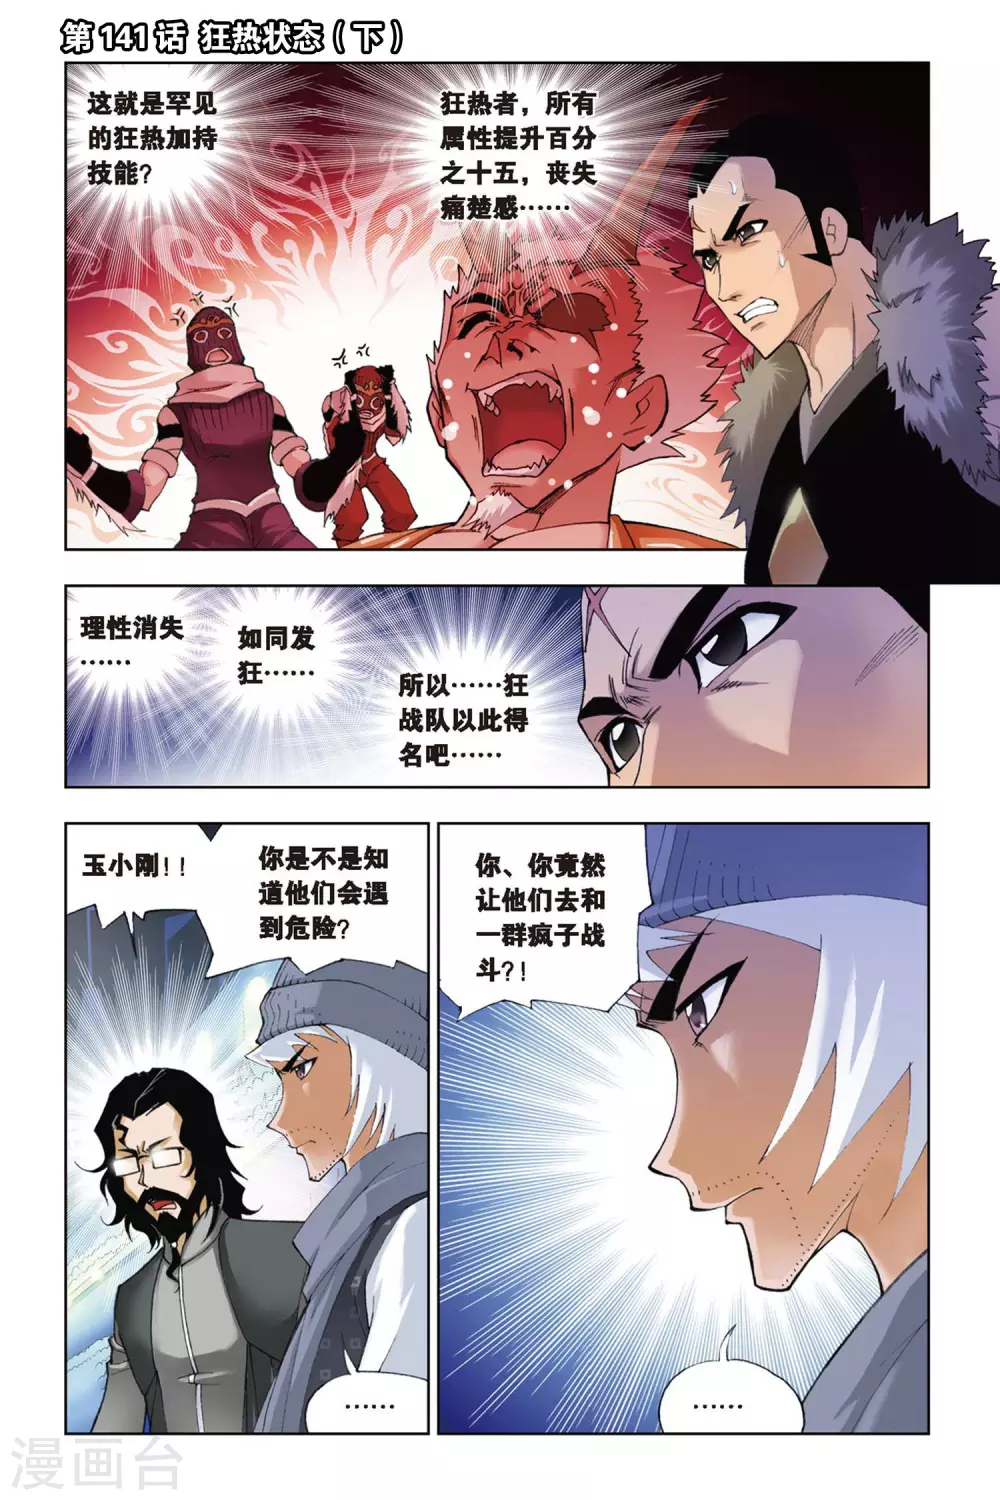 第141话 狂热状态（下）
这就是罕见
的狂热加持
技能?
狂热者，所有
属性提升百分
之十五，丧失
痛楚感……
理性消失
……
如同发
狂……
所以……狂
战队以此得
名吧……
玉小刚!!
你是不是知
道他们会遇
到危险?
……
你、你竟然
让他们去和
一群疯子战
斗?!
……
漫画台